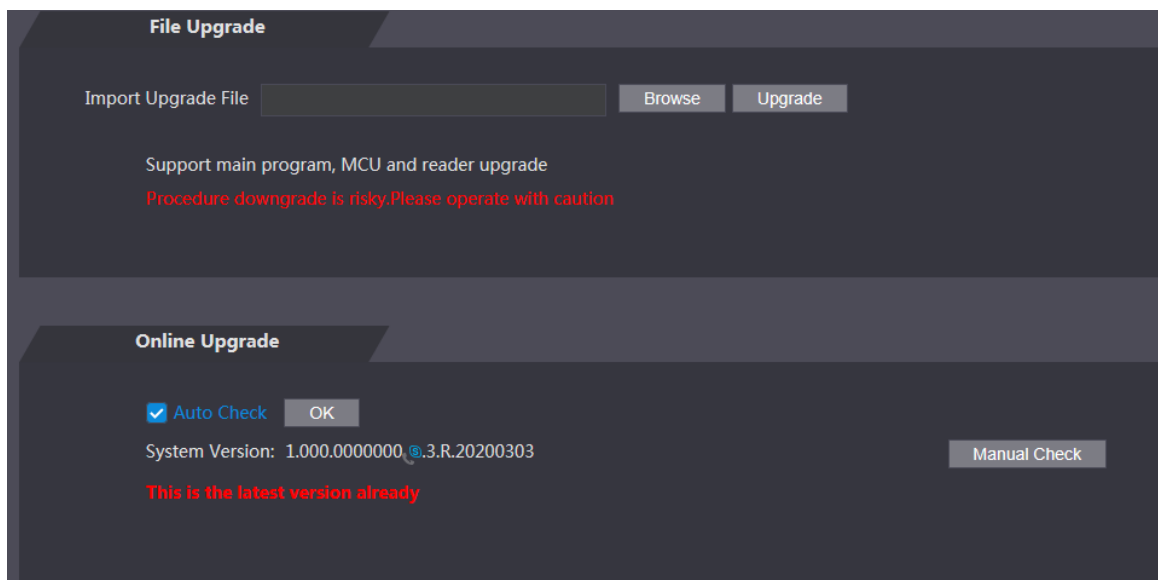 File Upgrade
Import Upgrade File Browse Upgrade
Support main program, MCU and reader upgrade
Procedure downgrade is risky.Please operate with caution
Online Upgrade
Auto Check OK
System Version: 1.000.0000000.3.R.20200303 Manual Check
This is the latest version already